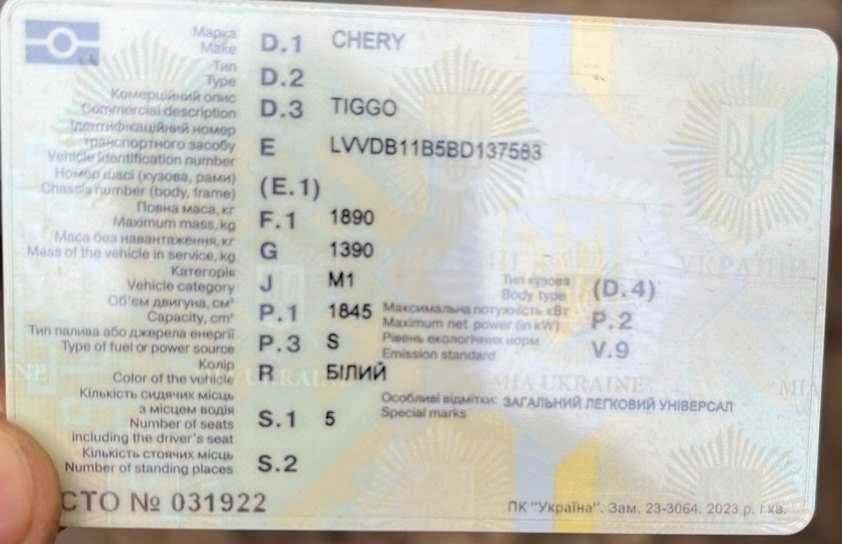 Марка
Make D.1 CHERY
Тип
Type D.2
Комерційний опис
Commercial description D.3 TIGGO
Ідентифікаційний номер
транспортного засобу
Vehicle identification number E LVVDB11B5BD137583
Номер шасі (кузова, рами)
Chassis number (body, frame) (E.1)
Повна маса, кг
Maximum mass, kg F.1 1890
Маса без навантаження, кг
Mass of the vehicle in service, kg G 1390
Категорія
Vehicle category J M1
Тип кузова
Body type (D.4)
Об'єм двигуна, см³
Capacity, cm³ P.1 1845
Максимальна потужність кВт
Maximum net power (in kW) P.2
Тип палива або джерела енергії
Type of fuel or power source P.3 S
Рівень екологічних норм
Emission standard V.9
Колір
Color of the vehicle R БІЛИЙ
Кількість сидячих місць
з місцем водія
Number of seats
including the driver's seat S.1 5
Особливі відмітки: ЗАГАЛЬНИЙ ЛЕГКОВИЙ УНІВЕРСАЛ
Special marks
Кількість стоячих місць
Number of standing places S.2
СТО № 031922
ПК "Україна". Зам. 23-3064. 2023 р. I кв.
УКРАЇНИ
MIA UKRAINE